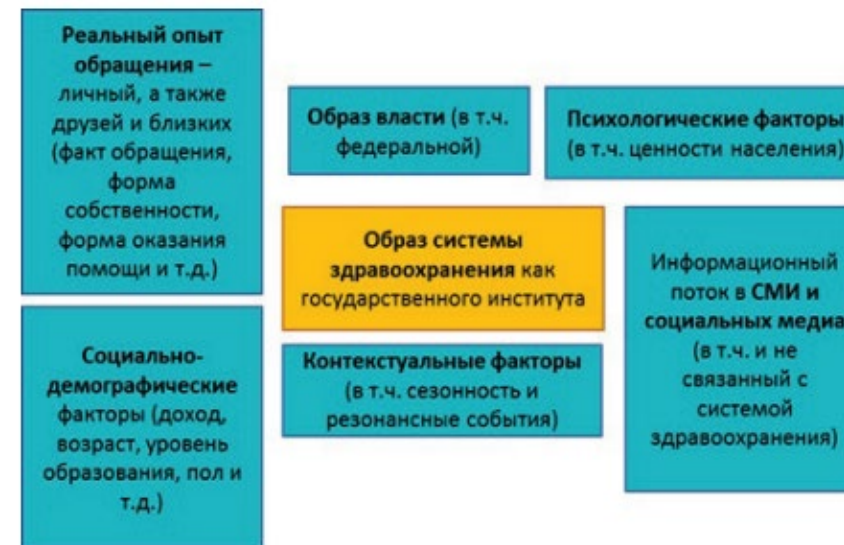 Реальный опыт
обращения –
личный, а также
друзей и близких
(факт обращения,
форма
собственности,
форма оказания
помощи и т.д.)
Образ власти (в т.ч.
федеральной)
Психологические факторы
(в т.ч. ценности населения)
Образ системы
здравоохранения как
государственного института
Информационный
поток в СМИ и
социальных медиа
(в т.ч. и не
связанный с
системой
здравоохранения)
Социально-
демографические
факторы (доход,
возраст, уровень
образования, пол и
т.д.)
Контекстуальные факторы
(в т.ч. сезонность и
резонансные события)